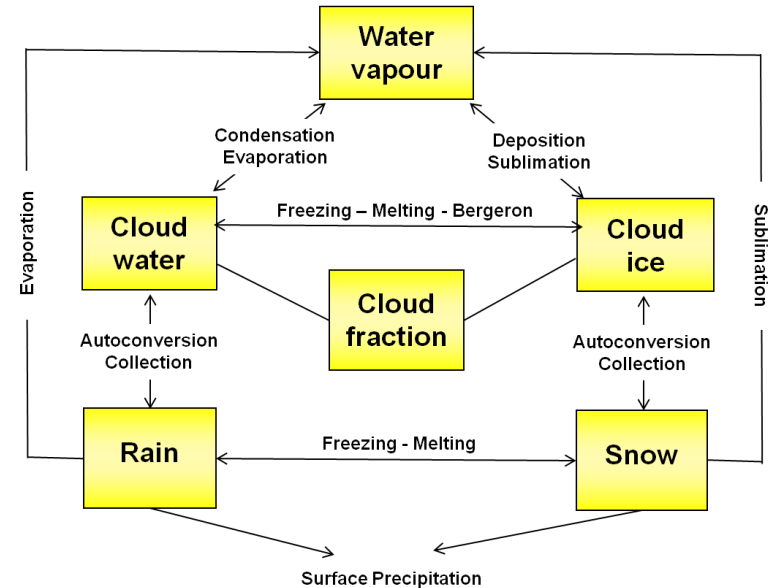 Water
vapour
Condensation
Evaporation
Deposition
Sublimation
Evaporation
Sublimation
Cloud
water
Freezing – Melting - Bergeron
Cloud
ice
Cloud
fraction
Autoconversion
Collection
Autoconversion
Collection
Rain
Freezing - Melting
Snow
Surface Precipitation